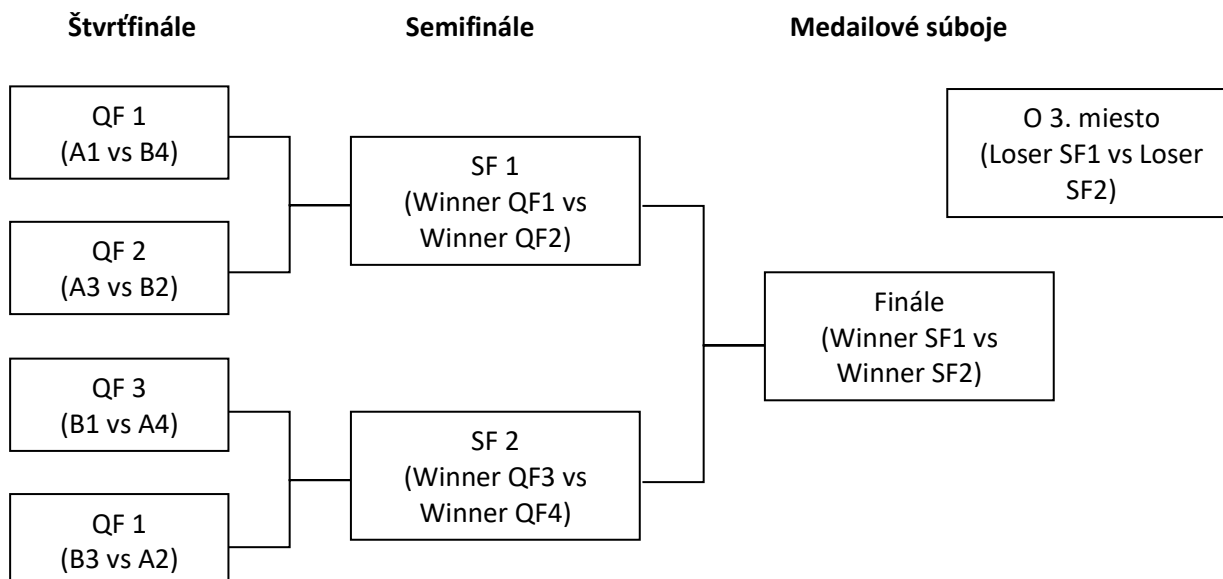 Štvrťfinále
Semifinále
Medailové súboje
QF 1
(A1 vs B4)
QF 2
(A3 vs B2)
QF 3
(B1 vs A4)
QF 1
(B3 vs A2)
SF 1
(Winner QF1 vs
Winner QF2)
SF 2
(Winner QF3 vs
Winner QF4)
O 3. miesto
(Loser SF1 vs Loser
SF2)
Finále
(Winner SF1 vs
Winner SF2)